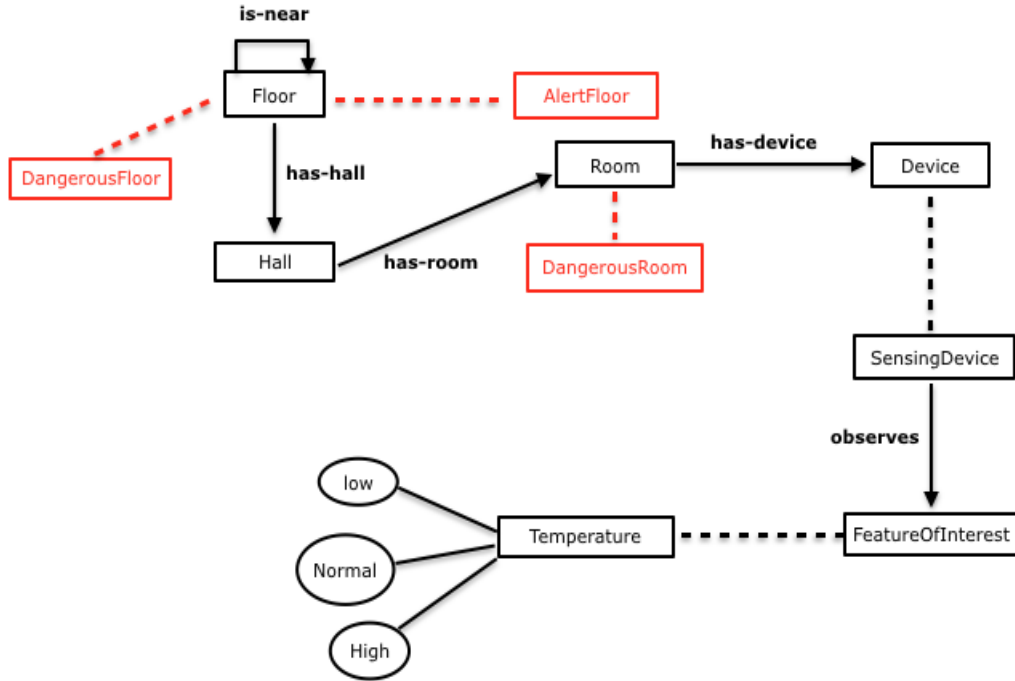 is-near
Floor
AlertFloor
DangerousFloor
has-hall
Room
has-device
Device
Hall
has-room
DangerousRoom
SensingDevice
observes
low
Temperature
FeatureOfInterest
Normal
High